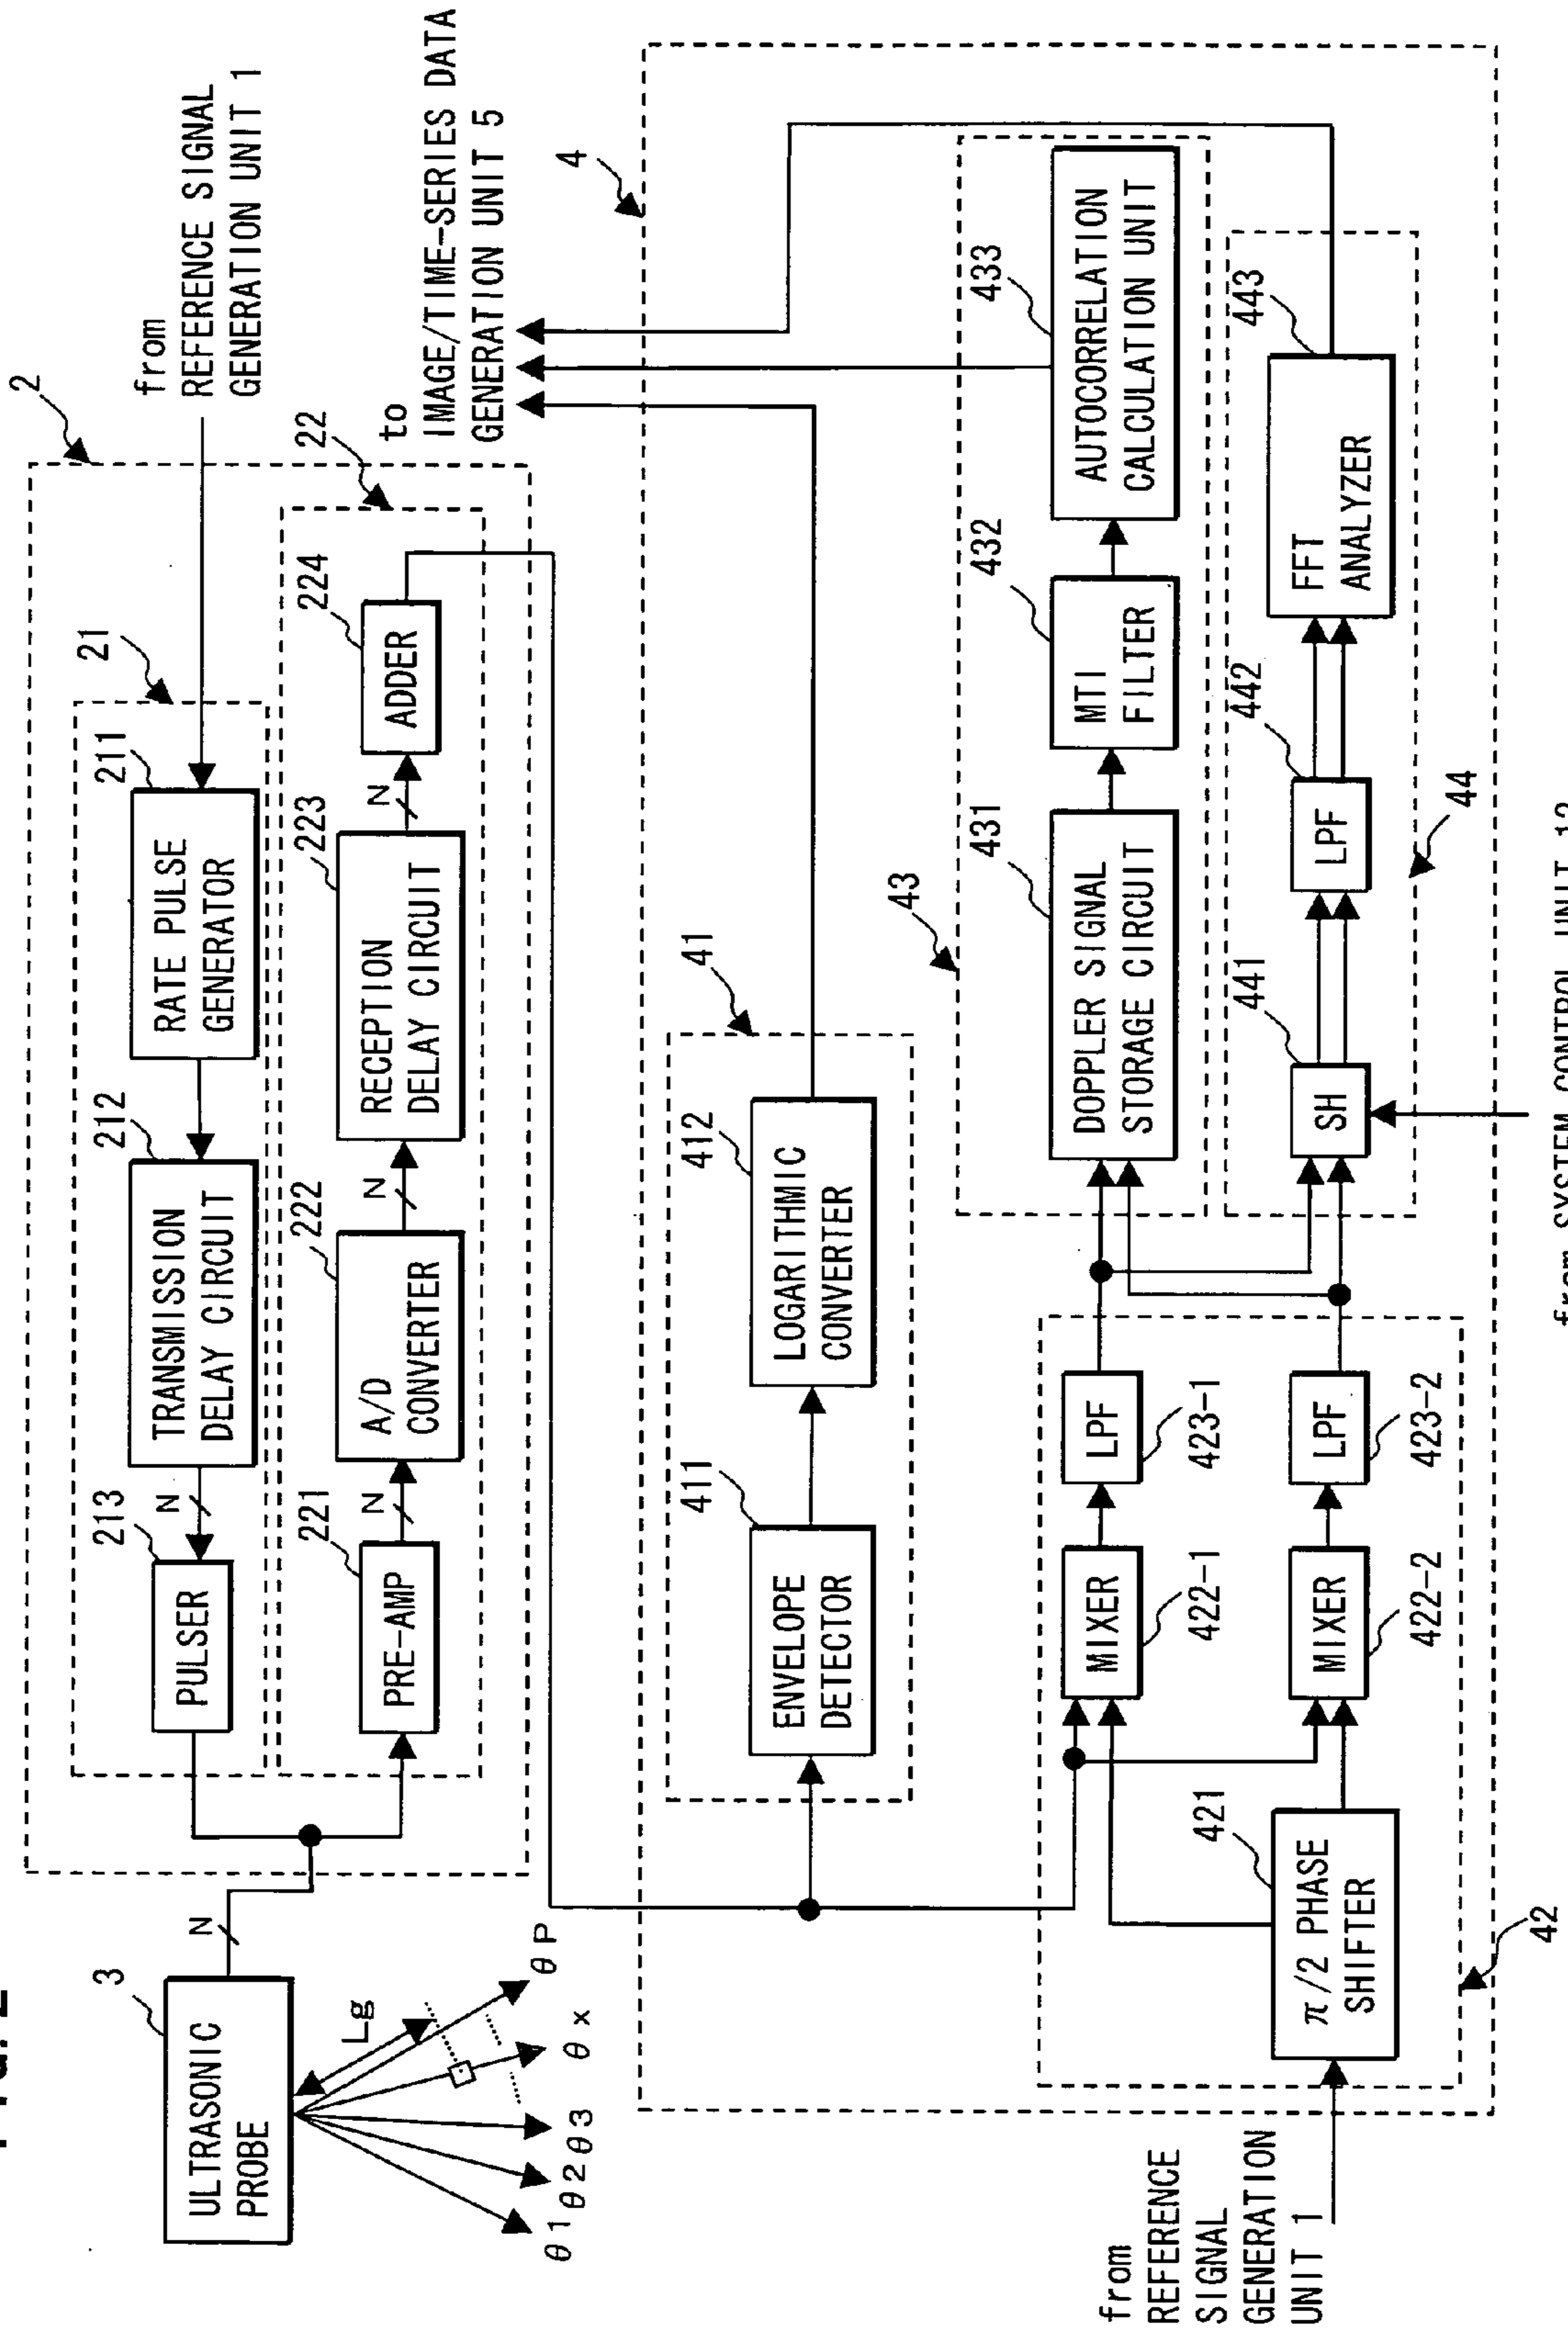 3
ULTRASONIC
PROBE
N
Lg
θ1
θ2
θ3
θx
θP
2
21
213
PULSER
N
212
TRANSMISSION
DELAY CIRCUIT
211
RATE PULSE
GENERATOR
from
REFERENCE SIGNAL
GENERATION UNIT 1
22
221
PRE-AMP
N
222
A/D
CONVERTER
N
223
RECEPTION
DELAY CIRCUIT
N
224
ADDER
to
IMAGE/TIME-SERIES DATA
GENERATION UNIT 5
4
41
411
ENVELOPE
DETECTOR
412
LOGARITHMIC
CONVERTER
42
421
π/2 PHASE
SHIFTER
from
REFERENCE
SIGNAL
GENERATION
UNIT 1
MIXER
422-1
LPF
423-1
MIXER
422-2
LPF
423-2
43
431
DOPPLER SIGNAL
STORAGE CIRCUIT
432
MTI
FILTER
433
AUTOCORRELATION
CALCULATION UNIT
441
SH
442
LPF
443
FFT
ANALYZER
44
from SYSTEM CONTROL UNIT